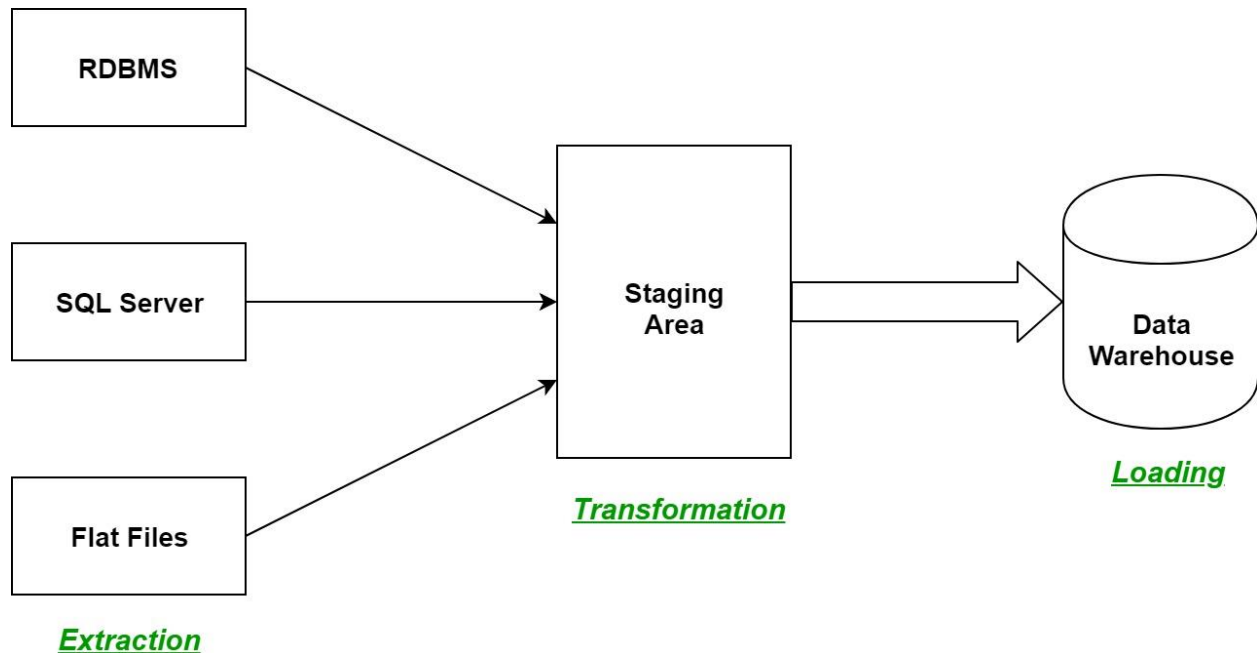 RDBMS
SQL Server
Flat Files
Extraction
Staging
Area
Transformation
Data
Warehouse
Loading